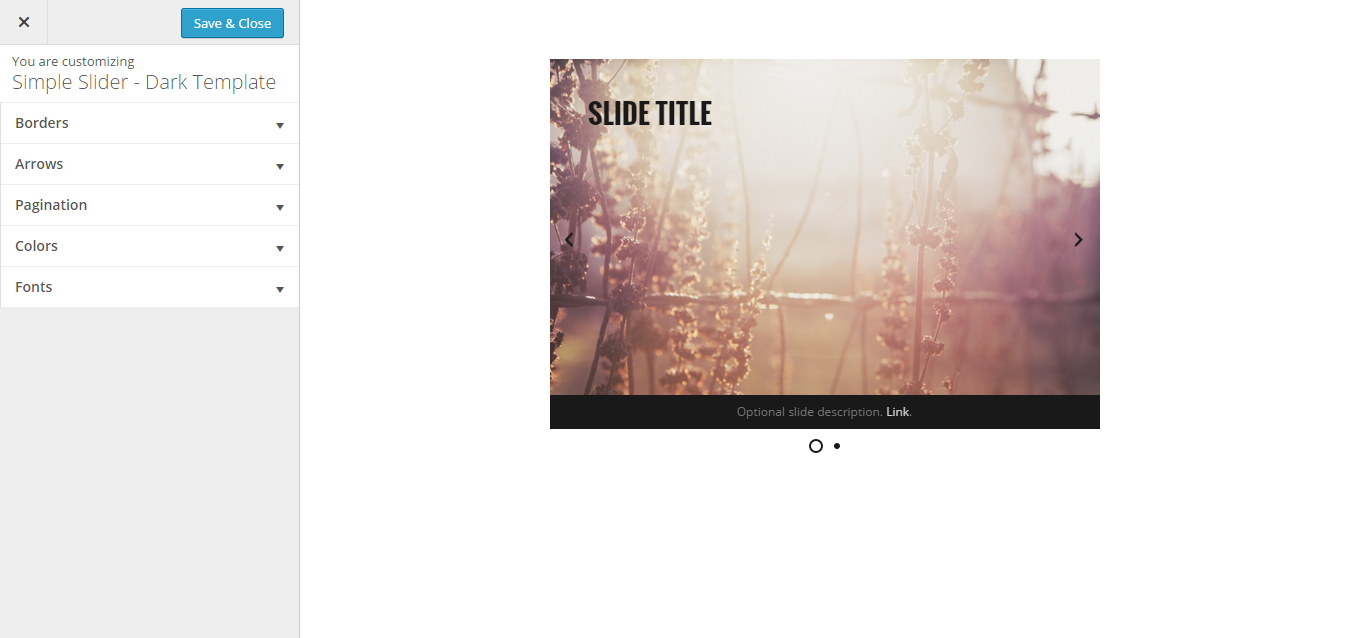 Save & Close
You are customizing
Simple Slider - Dark Template
Borders
Arrows
Pagination
Colors
Fonts
SLIDE TITLE
Optional slide description. Link.